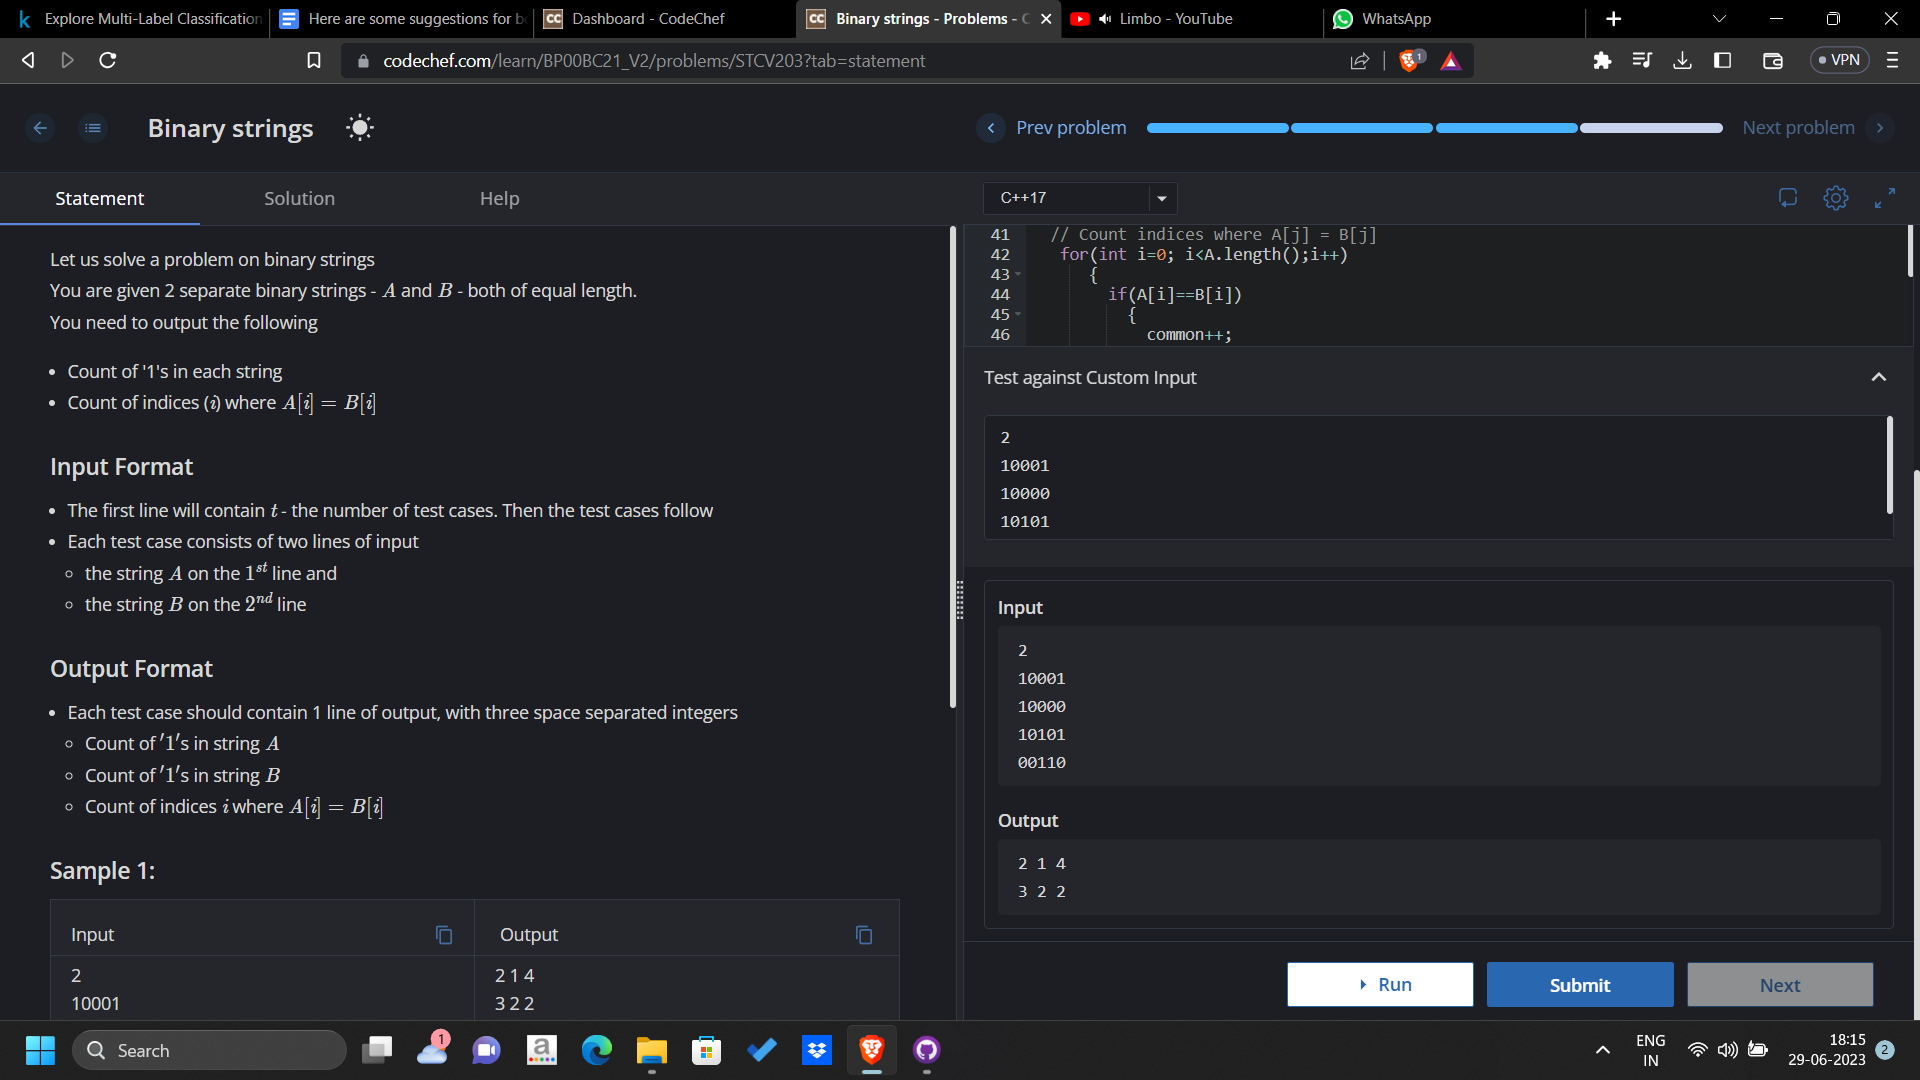 Explore Multi-Label Classification
Here are some suggestions for b
Dashboard - CodeChef
Binary strings - Problems - C
Limbo - YouTube
WhatsApp
codechef.com/learn/BP00BC21_V2/problems/STCV203?tab=statement
1
VPN
Binary strings
Prev problem
Next problem
Statement
Solution
Help
C++17
Let us solve a problem on binary strings
You are given 2 separate binary strings - A and B - both of equal length.
You need to output the following
• Count of '1's in each string
• Count of indices (i) where A[i] = B[i]
Input Format
• The first line will contain t - the number of test cases. Then the test cases follow
• Each test case consists of two lines of input
◦ the string A on the 1st line and
◦ the string B on the 2nd line
Output Format
• Each test case should contain 1 line of output, with three space separated integers
◦ Count of '1's in string A
◦ Count of '1's in string B
◦ Count of indices i where A[i] = B[i]
Sample 1:
Input
Output
2
2 1 4
10001
3 2 2
41 // Count indices where A[j] = B[j]
42 for(int i=0; i<A.length();i++)
43 {
44 if(A[i]==B[i])
45 {
46 common++;
Test against Custom Input
2
10001
10000
10101
Input
2
10001
10000
10101
00110
Output
2 1 4
3 2 2
Run
Submit
Next
Search
1
ENG
IN
18:15
29-06-2023
2